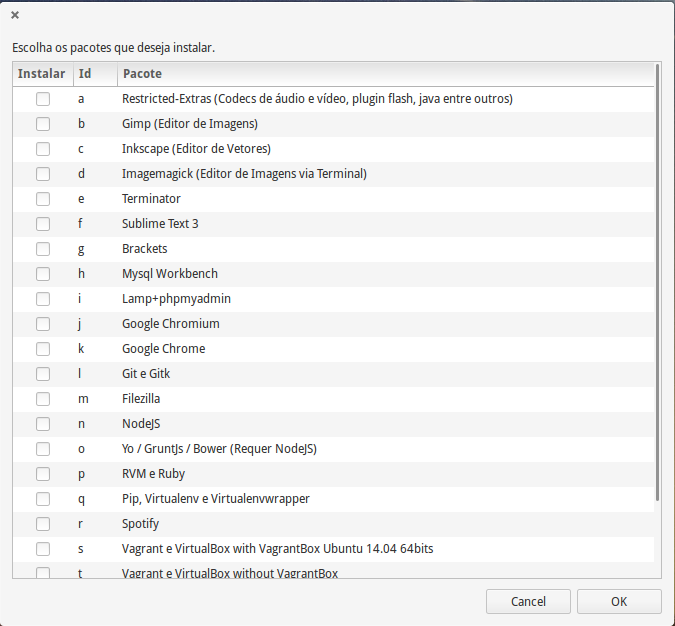 Escolha os pacotes que deseja instalar.
Instalar Id Pacote
a Restricted-Extras (Codecs de áudio e vídeo, plugin flash, java entre outros)
b Gimp (Editor de Imagens)
c Inkscape (Editor de Vetores)
d Imagemagick (Editor de Imagens via Terminal)
e Terminator
f Sublime Text 3
g Brackets
h Mysql Workbench
i Lamp+phpmyadmin
j Google Chromium
k Google Chrome
l Git e Gitk
m Filezilla
n NodeJS
o Yo / GruntJs / Bower (Requer NodeJS)
p RVM e Ruby
q Pip, Virtualenv e Virtualenvwrapper
r Spotify
s Vagrant e VirtualBox with VagrantBox Ubuntu 14.04 64bits
t Vagrant e VirtualBox without VagrantBox
Cancel OK